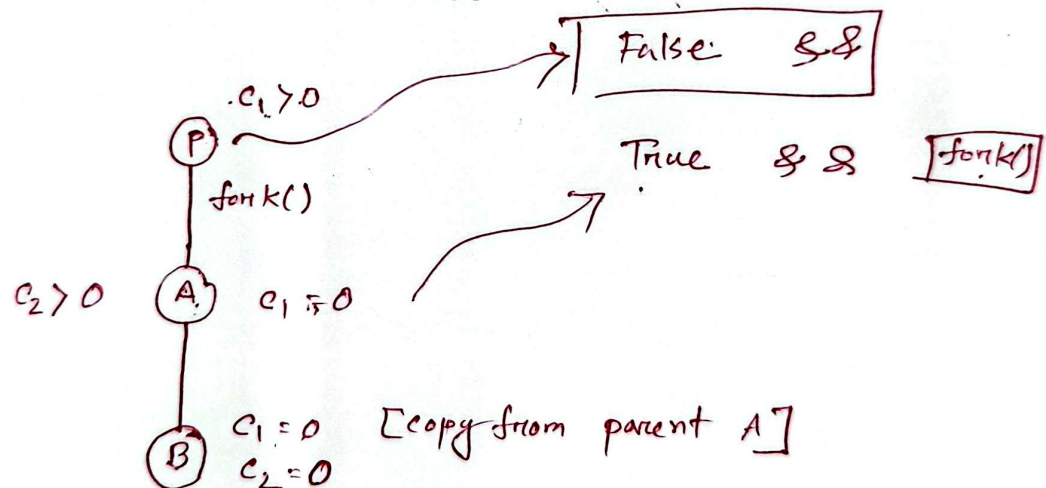 False &&
C₁ > 0
P
True && fork()
fork()
C₂ > 0 A C₁ = 0
B C₁ = 0 [copy from parent A]
C₂ = 0